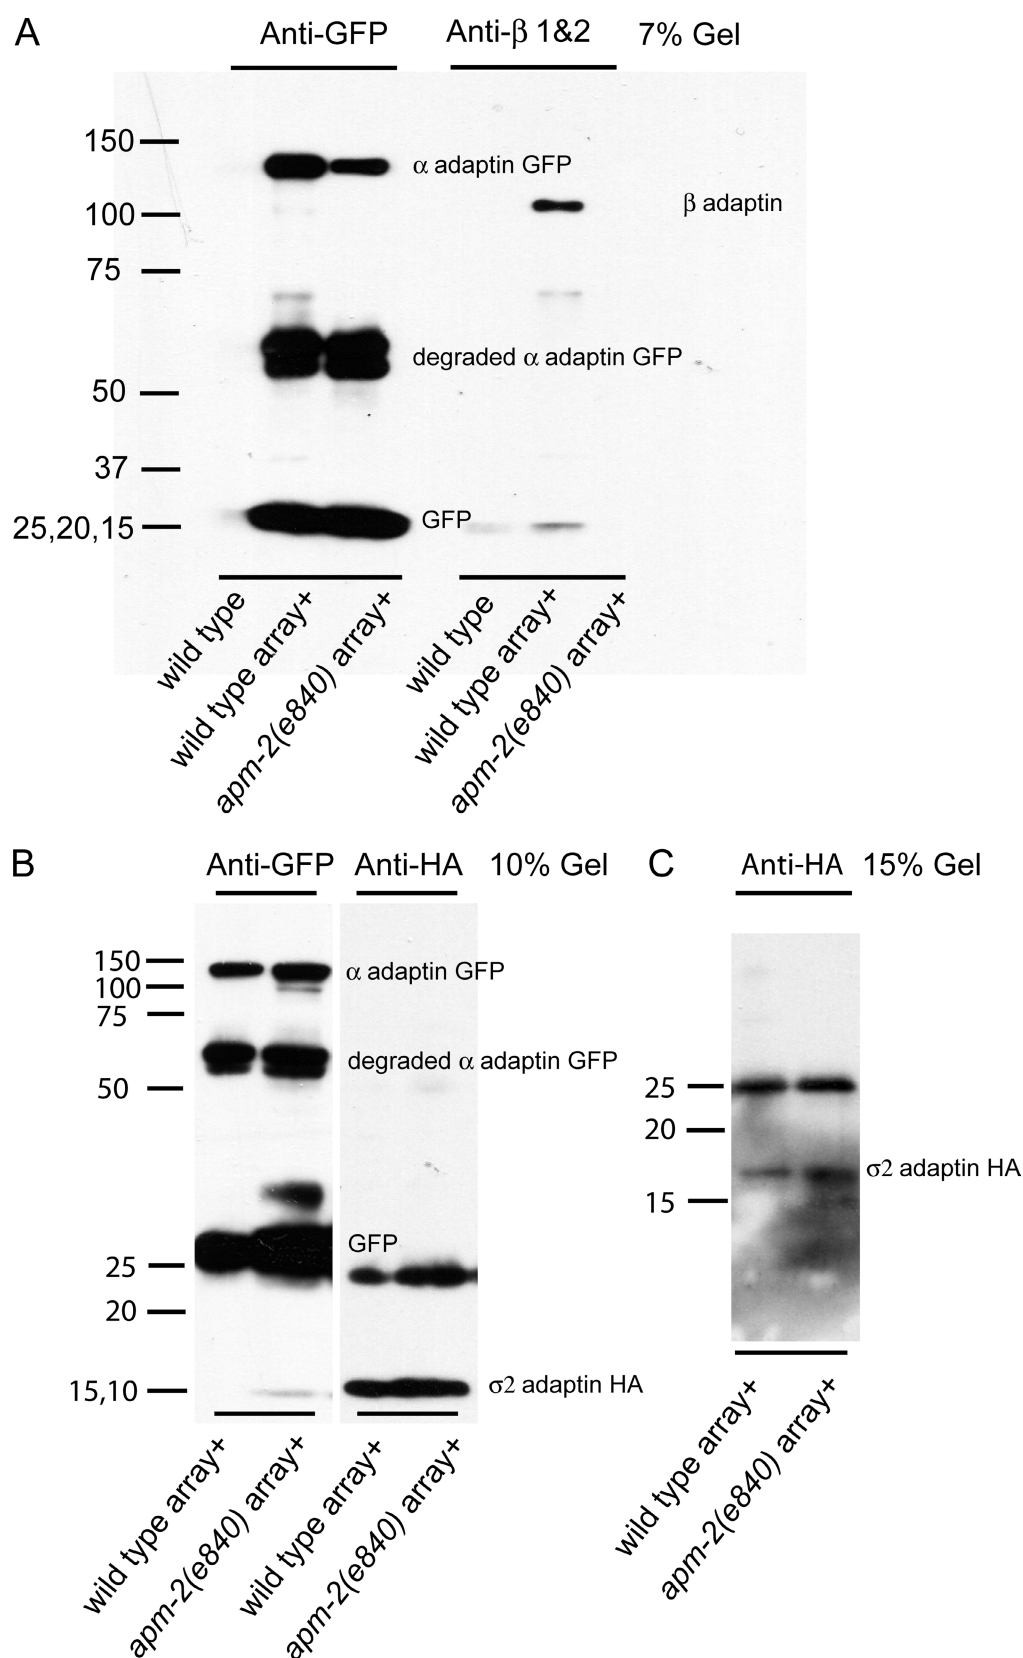 A
Anti-GFP Anti-β 1&2 7% Gel
150
α adaptin GFP
β adaptin
100
75
degraded α adaptin GFP
50
37
GFP
25,20,15
wild type
wild type array+
apm-2(e840) array+
wild type
wild type array+
apm-2(e840) array+
B
Anti-GFP Anti-HA 10% Gel
150
α adaptin GFP
100
75
degraded α adaptin GFP
50
GFP
25
20
15,10
σ2 adaptin HA
wild type array+
apm-2(e840) array+
wild type array+
apm-2(e840) array+
C
Anti-HA 15% Gel
25
20
σ2 adaptin HA
15
wild type array+
apm-2(e840) array+